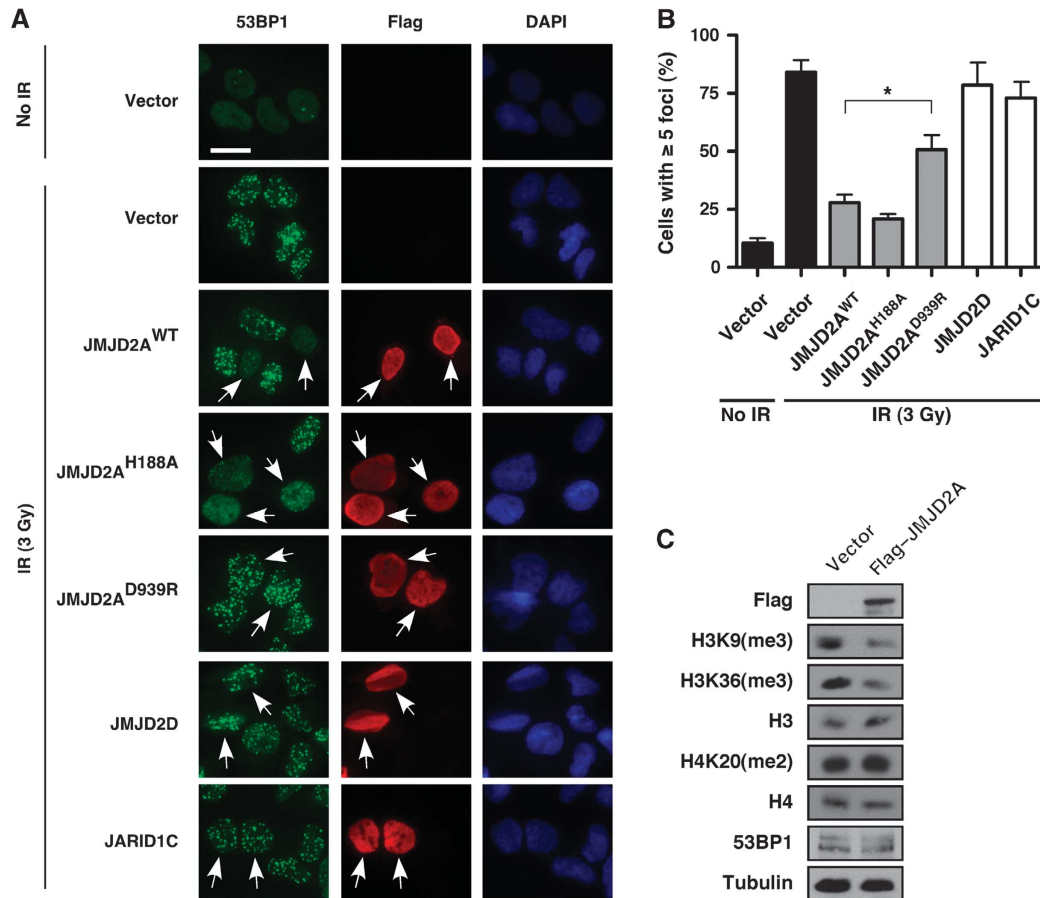 A
53BP1
Flag
DAPI
No IR
Vector
IR (3 Gy)
Vector
JMJD2A^WT
JMJD2A^H188A
JMJD2A^D939R
JMJD2D
JARID1C
B
Cells with ≥ 5 foci (%)
100
75
50
25
0
*
Vector
Vector
JMJD2A^WT
JMJD2A^H188A
JMJD2A^D939R
JMJD2D
JARID1C
No IR
IR (3 Gy)
C
Vector
Flag–JMJD2A
Flag
H3K9(me3)
H3K36(me3)
H3
H4K20(me2)
H4
53BP1
Tubulin